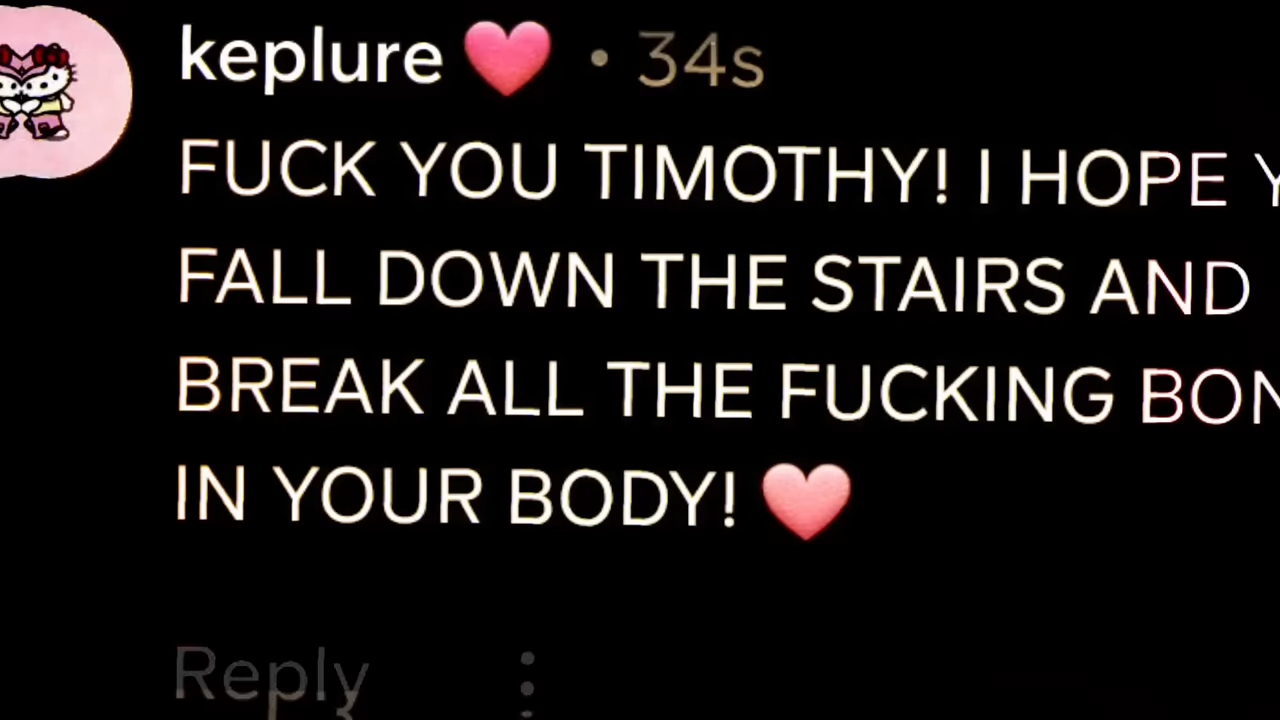 keplure 🩷 • 34s
FUCK YOU TIMOTHY! I HOPE Y
FALL DOWN THE STAIRS AND
BREAK ALL THE FUCKING BON
IN YOUR BODY! 🩷
Reply